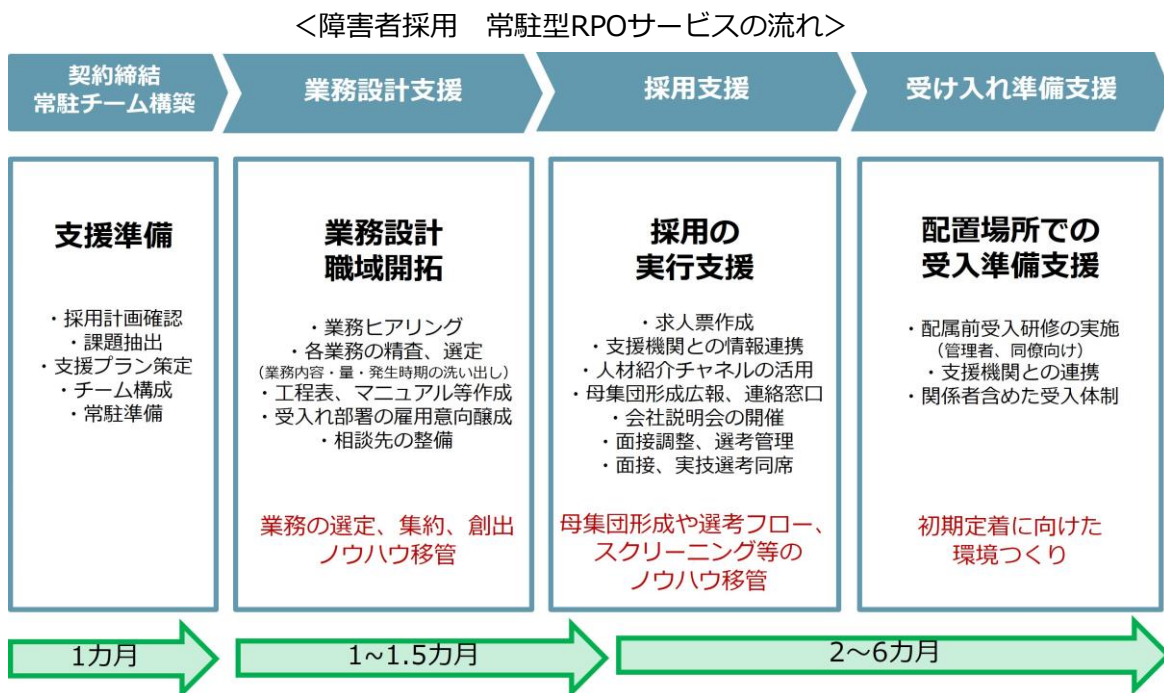 ＜障害者採用　常駐型RPOサービスの流れ＞
契約締結
常駐チーム構築
業務設計支援
採用支援
受け入れ準備支援
支援準備
・採用計画確認
・課題抽出
・支援プラン策定
・チーム構成
・常駐準備
業務設計
職域開拓
・業務ヒアリング
・各業務の精査、選定
（業務内容・量・発生時期の洗い出し）
・工程表、マニュアル等作成
・受入れ部署の雇用意向醸成
・相談先の整備
業務の選定、集約、創出
ノウハウ移管
採用の
実行支援
・求人票作成
・支援機関との情報連携
・人材紹介チャネルの活用
・母集団形成広報、連絡窓口
・会社説明会の開催
・面接調整、選考管理
・面接、実技選考同席
母集団形成や選考フロー、
スクリーニング等の
ノウハウ移管
配置場所での
受入準備支援
・配属前受入研修の実施
（管理者、同僚向け）
・支援機関との連携
・関係者含めた受入体制
初期定着に向けた
環境つくり
1カ月
1~1.5カ月
2～6カ月